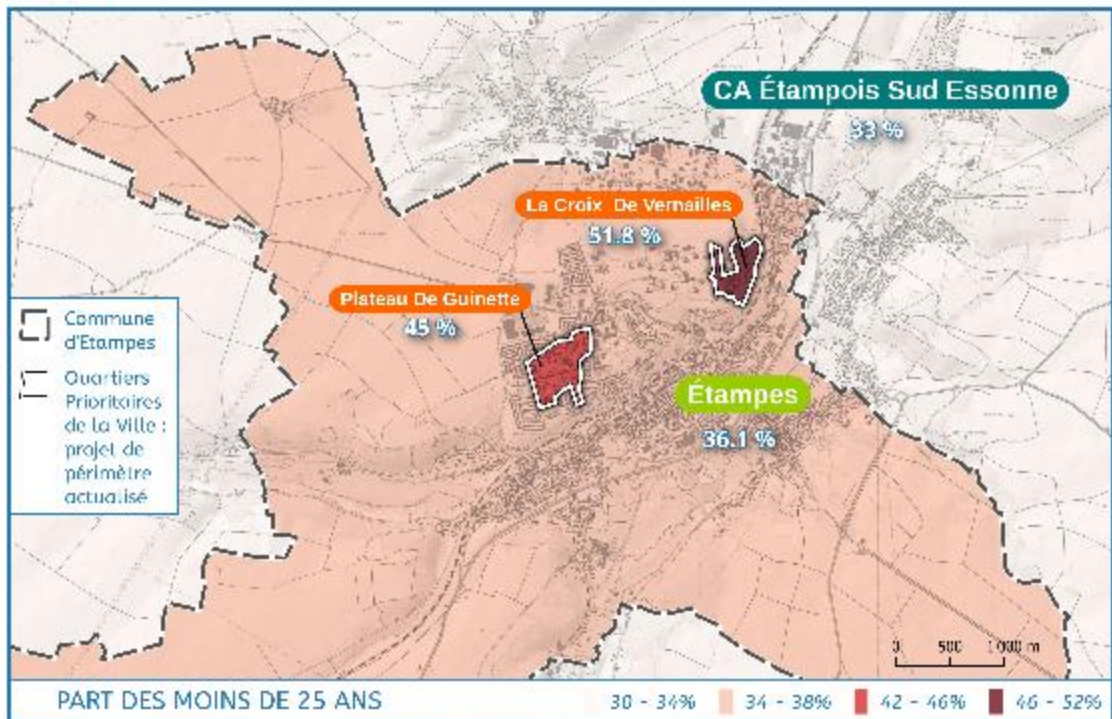 CA Étampois Sud Essonne
33 %
La Croix De Vernailles
51.8 %
Plateau De Guinette
45 %
Étampes
36.1 %
Commune
d'Etampes
Quartiers
Prioritaires
de la Ville :
projet de
périmètre
actualisé
0 500 1 000 m
PART DES MOINS DE 25 ANS 30 - 34% 34 - 38% 42 - 46% 46 - 52%